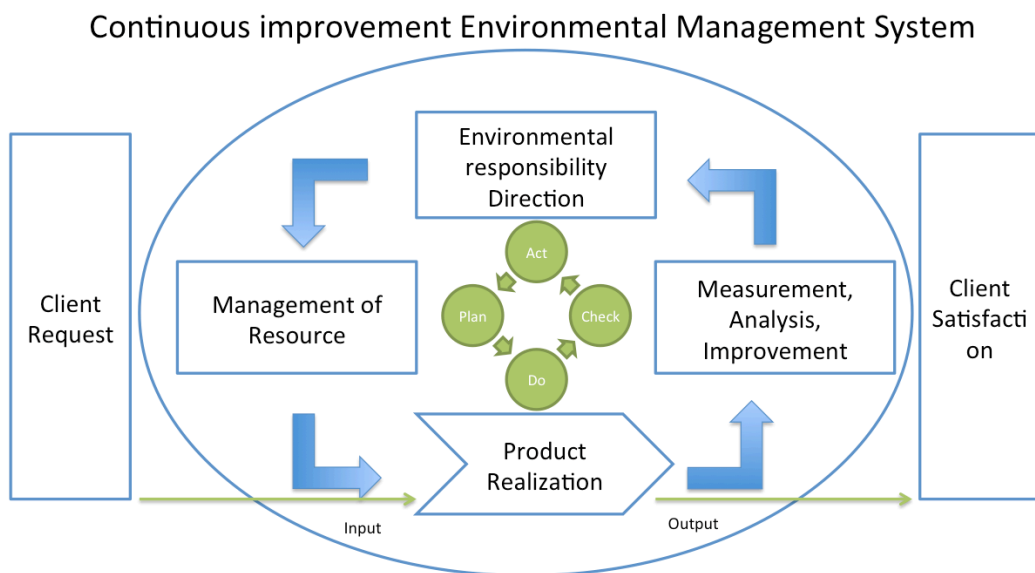 Continuous improvement Environmental Management System
Environmental
responsibility
Direction
Client
Request
Management of
Resource
Act
Plan
Check
Do
Measurement,
Analysis,
Improvement
Client
Satisfacti
on
Product
Realization
Input
Output